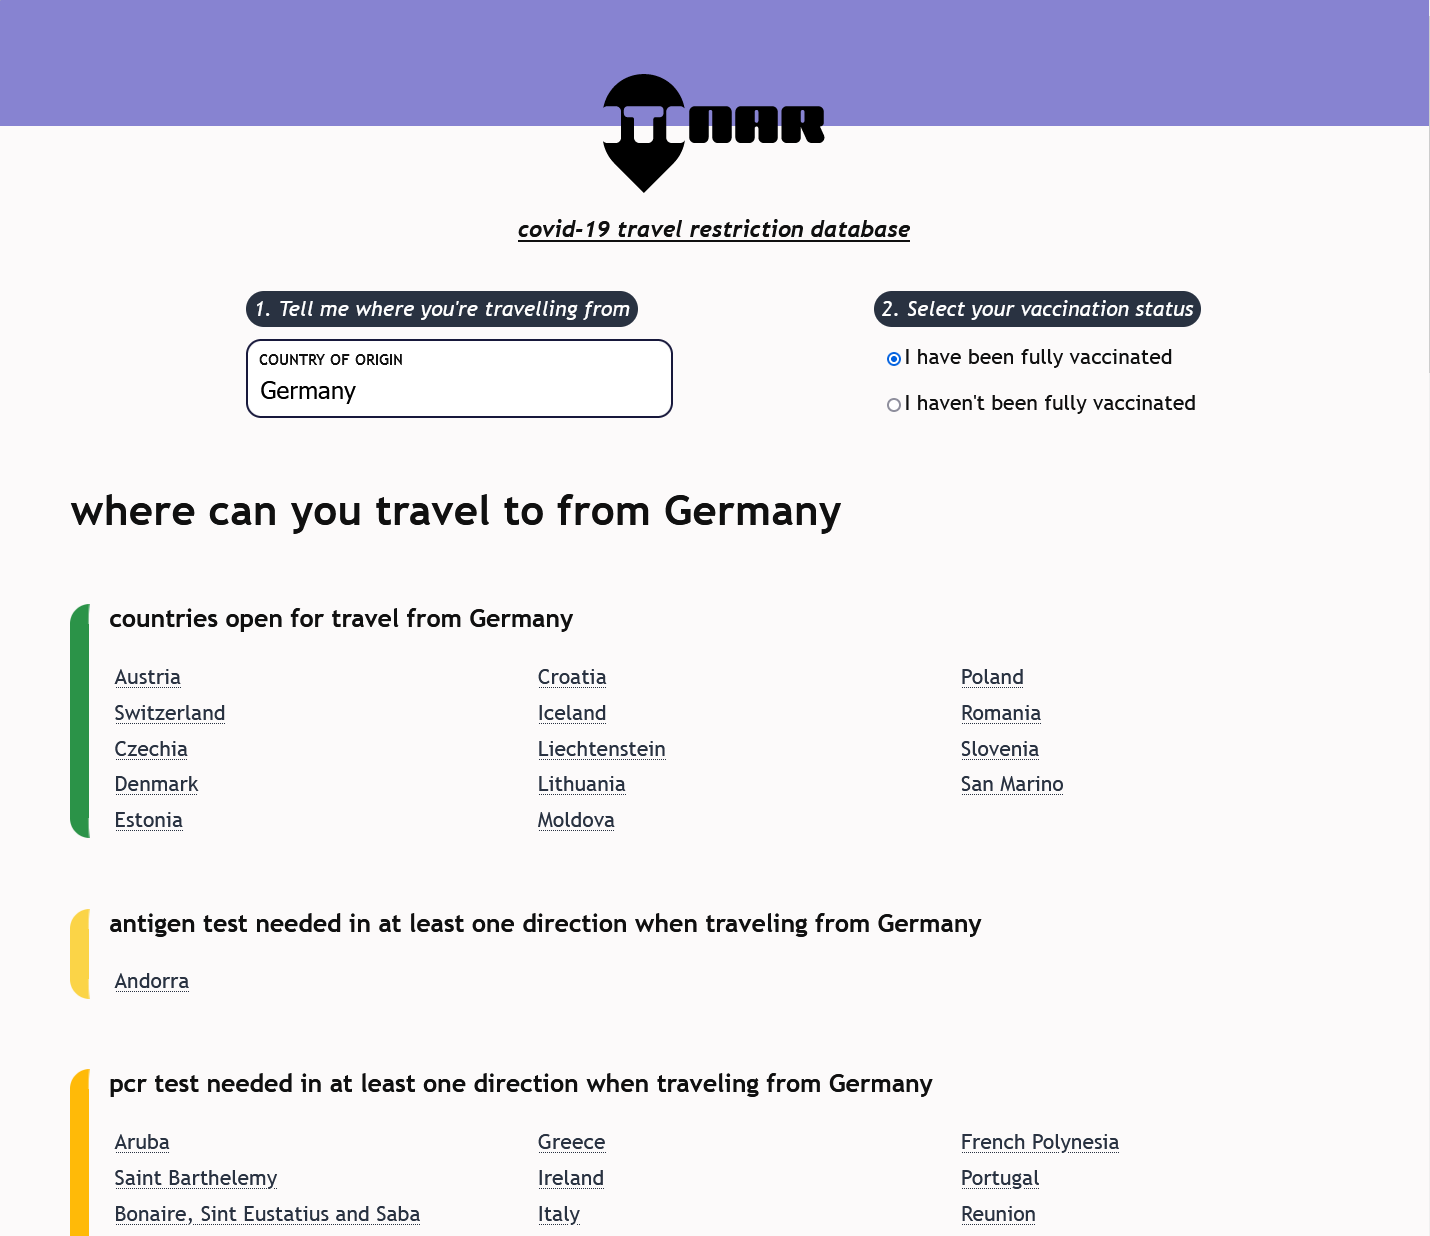 ITNAR
covid-19 travel restriction database
1. Tell me where you're travelling from
COUNTRY OF ORIGIN
Germany
2. Select your vaccination status
I have been fully vaccinated
I haven't been fully vaccinated
where can you travel to from Germany
countries open for travel from Germany
Austria
Switzerland
Czechia
Denmark
Estonia
Croatia
Iceland
Liechtenstein
Lithuania
Moldova
Poland
Romania
Slovenia
San Marino
antigen test needed in at least one direction when traveling from Germany
Andorra
pcr test needed in at least one direction when traveling from Germany
Aruba
Saint Barthelemy
Bonaire, Sint Eustatius and Saba
Greece
Ireland
Italy
French Polynesia
Portugal
Reunion